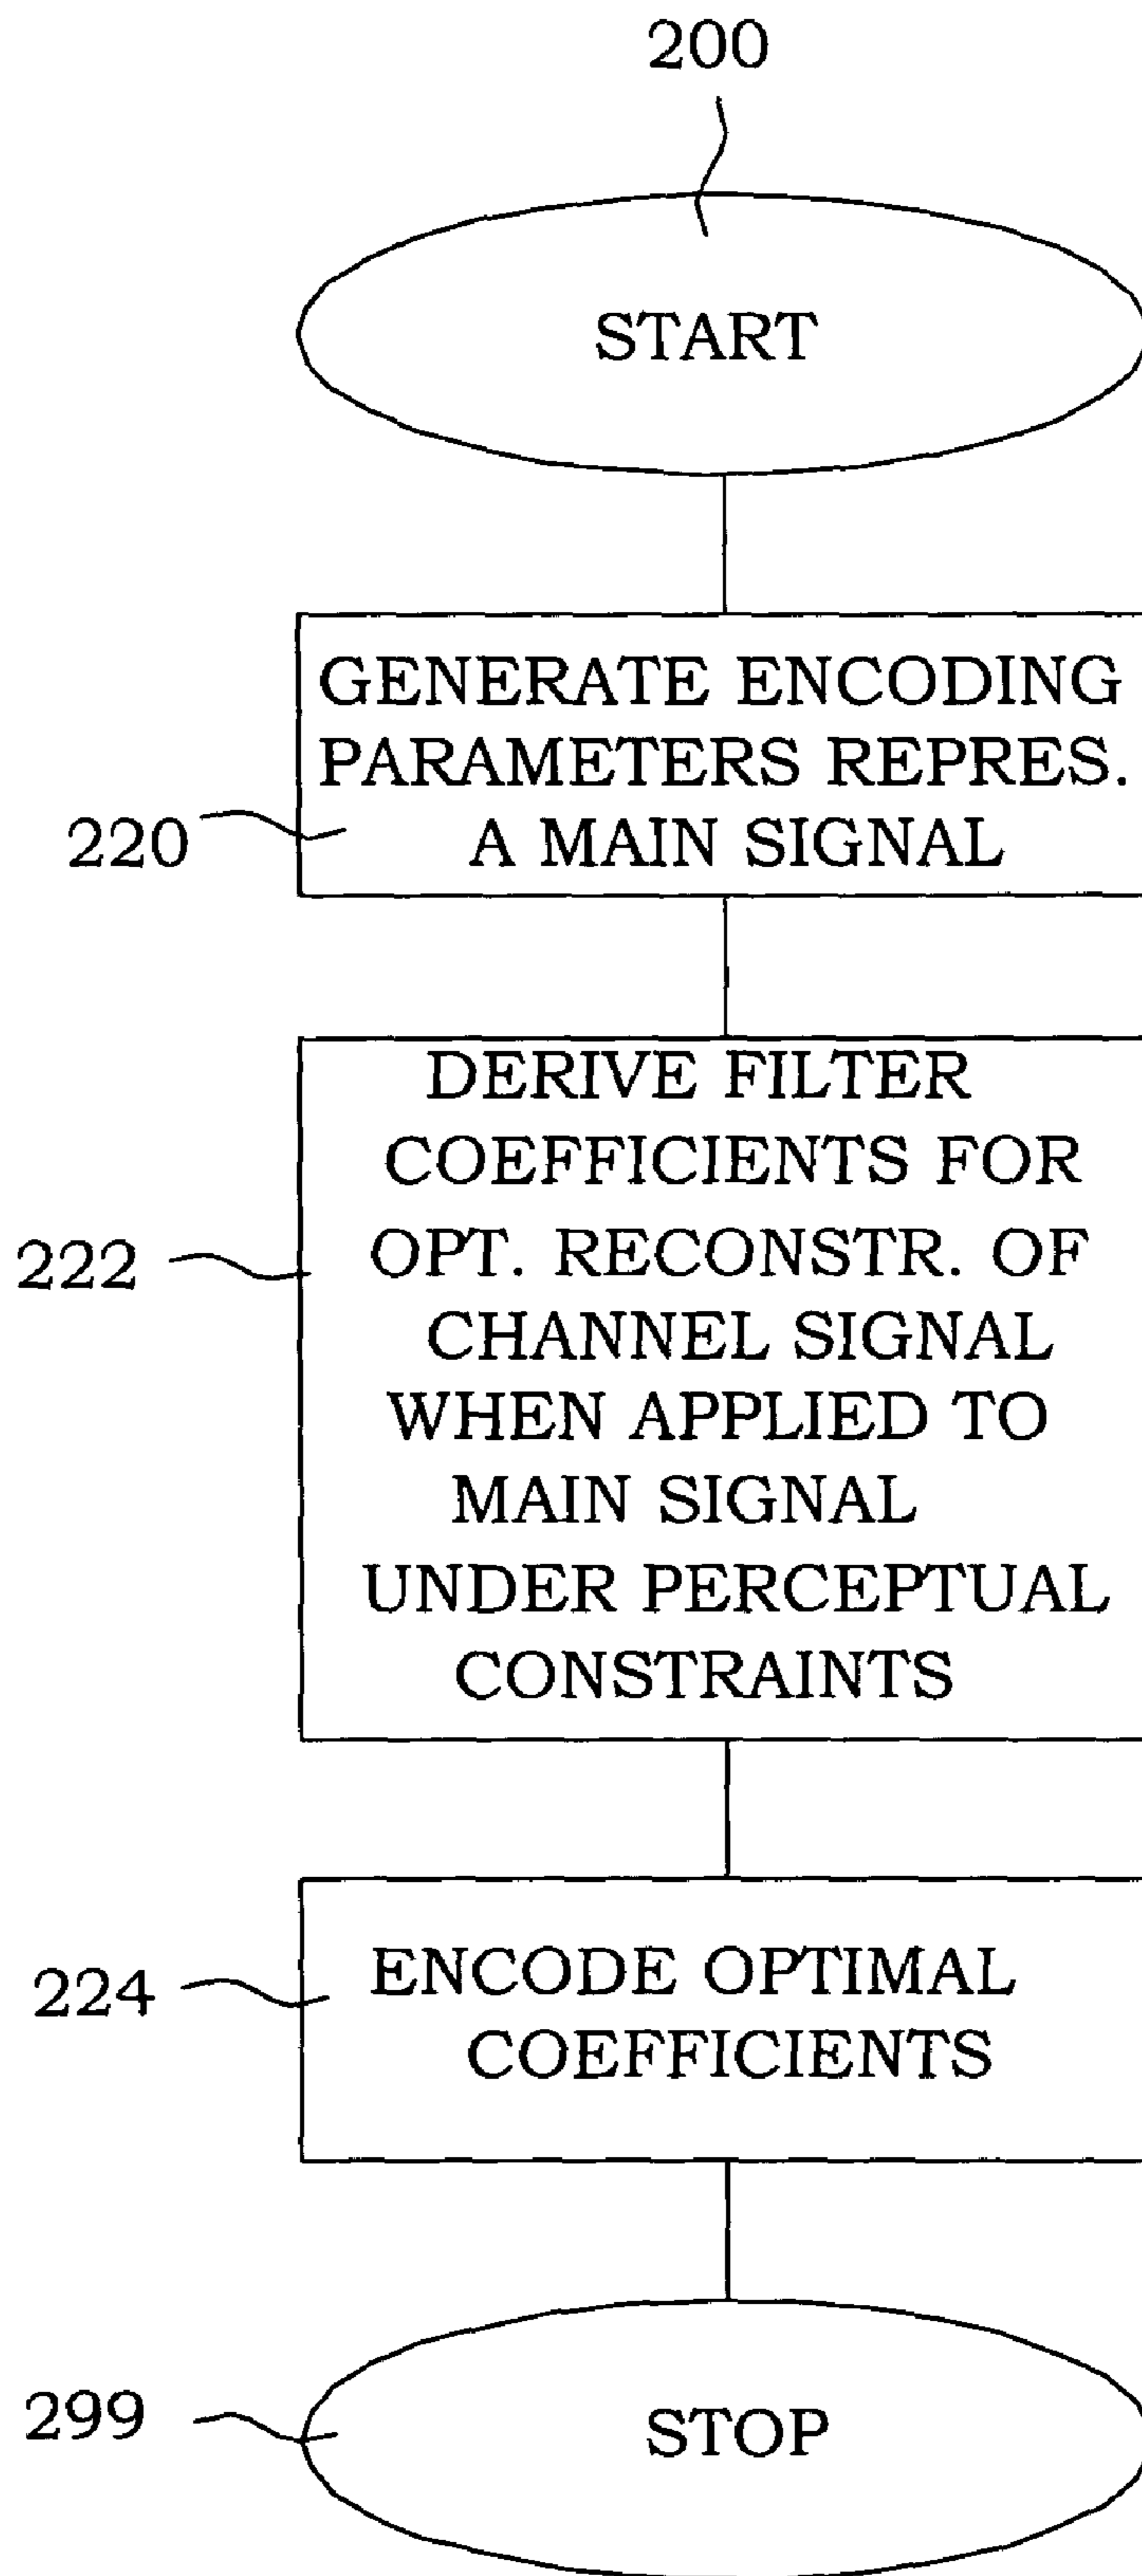 200
START
GENERATE ENCODING
PARAMETERS REPRES.
A MAIN SIGNAL
220
DERIVE FILTER
COEFFICIENTS FOR
OPT. RECONSTR. OF
CHANNEL SIGNAL
WHEN APPLIED TO
MAIN SIGNAL
UNDER PERCEPTUAL
CONSTRAINTS
222
ENCODE OPTIMAL
COEFFICIENTS
224
STOP
299